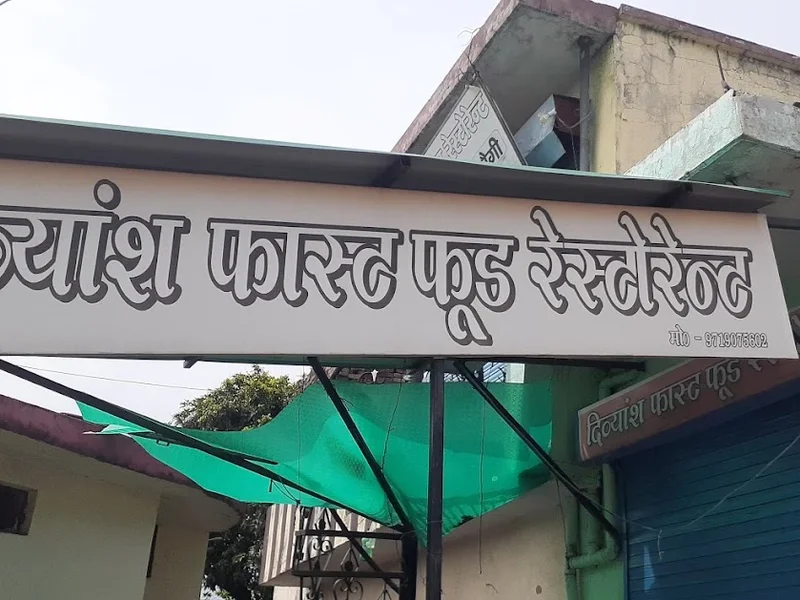 रेस्टोरेन्ट
मैगी
दिव्यांश फास्ट फूड रेस्टोरेन्ट
मो० - 9719075602
दिव्यांश फास्ट फूड